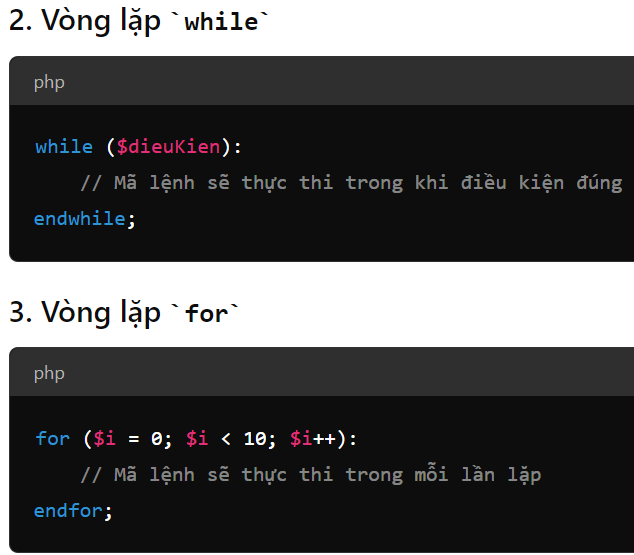 2. Vòng lặp `while`
php
while ($dieuKien):
    // Mã lệnh sẽ thực thi trong khi điều kiện đúng
endwhile;
3. Vòng lặp `for`
php
for ($i = 0; $i < 10; $i++):
    // Mã lệnh sẽ thực thi trong mỗi lần lặp
endfor;